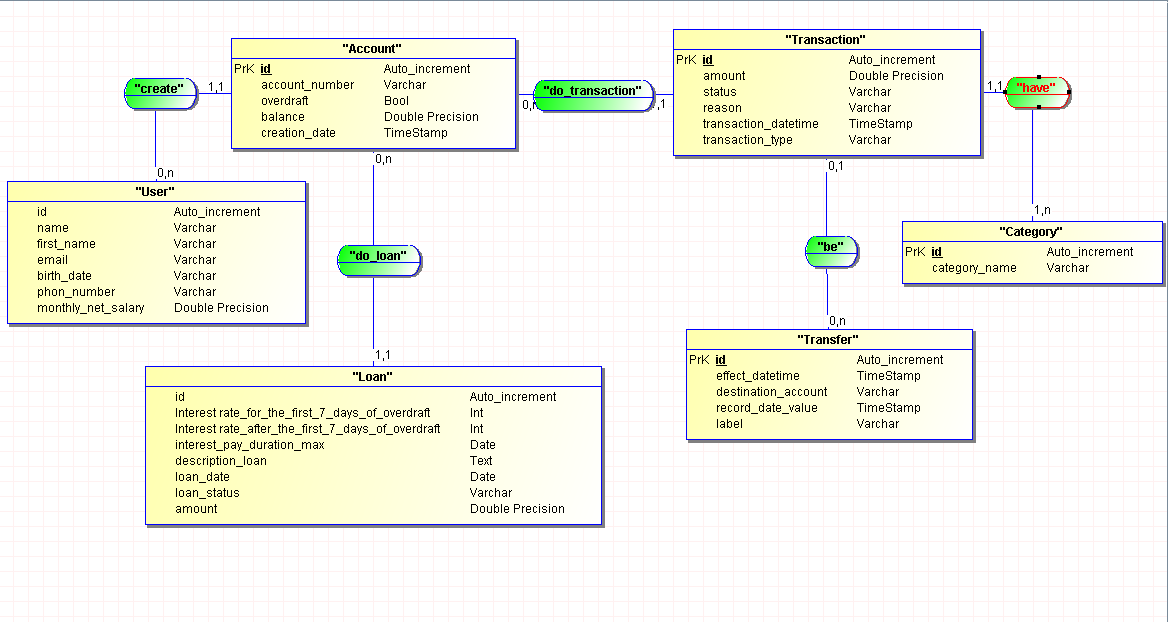 "Account"
PrK id Auto_increment
account_number Varchar
overdraft Bool
balance Double Precision
creation_date TimeStamp
"create"
1,1
0,n
"User"
id Auto_increment
name Varchar
first_name Varchar
email Varchar
birth_date Varchar
phon_number Varchar
monthly_net_salary Double Precision
0,n
"do_loan"
1,1
"Loan"
id Auto_increment
Interest rate_for_the_first_7_days_of_overdraft Int
Interest rate_after_the_first_7_days_of_overdraft Int
interest_pay_duration_max Date
description_loan Text
loan_date Date
loan_status Varchar
amount Double Precision
0,n
"do_transaction"
,1
"Transaction"
PrK id Auto_increment
amount Double Precision
status Varchar
reason Varchar
transaction_datetime TimeStamp
transaction_type Varchar
1,1
"have"
1,n
"Category"
PrK id Auto_increment
category_name Varchar
0,1
"be"
0,n
"Transfer"
PrK id Auto_increment
effect_datetime TimeStamp
destination_account Varchar
record_date_value TimeStamp
label Varchar